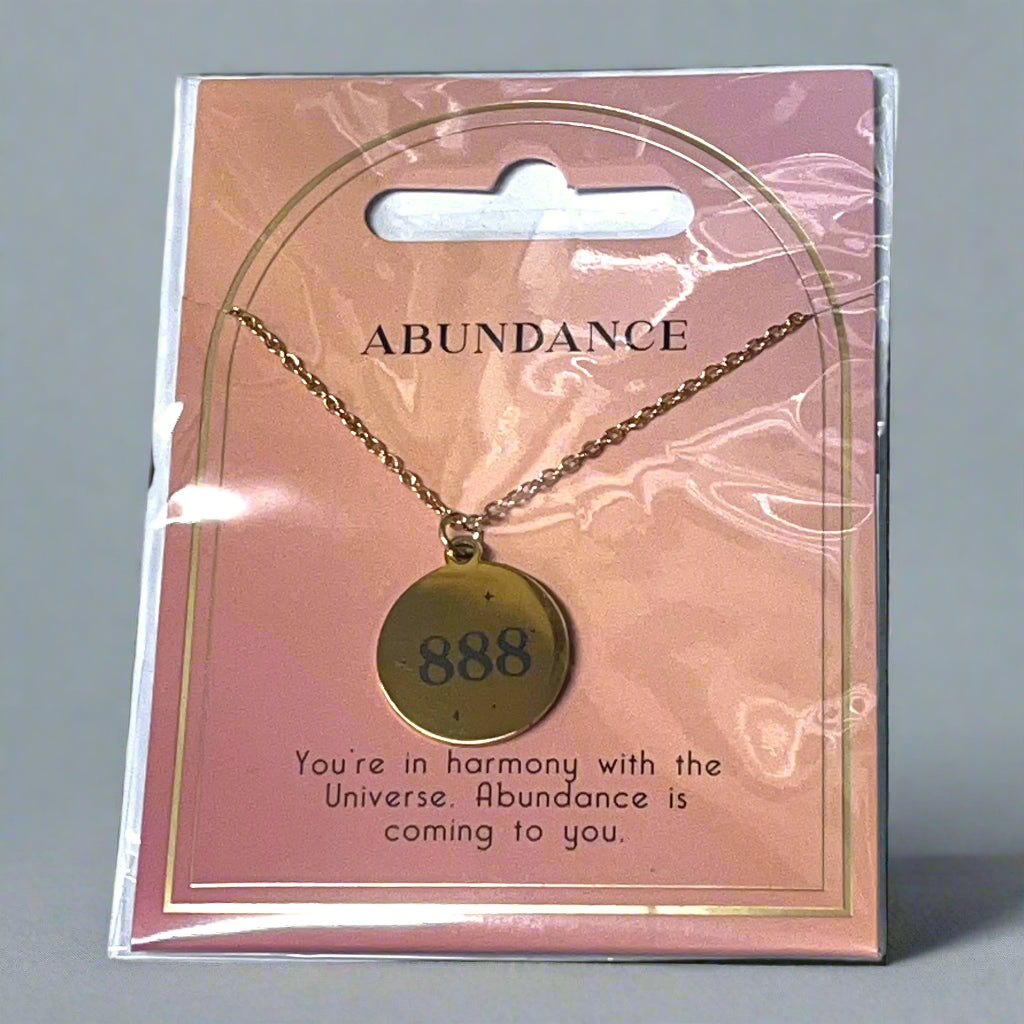 ABUNDANCE
888
You're in harmony with the
Universe. Abundance is
coming to you.